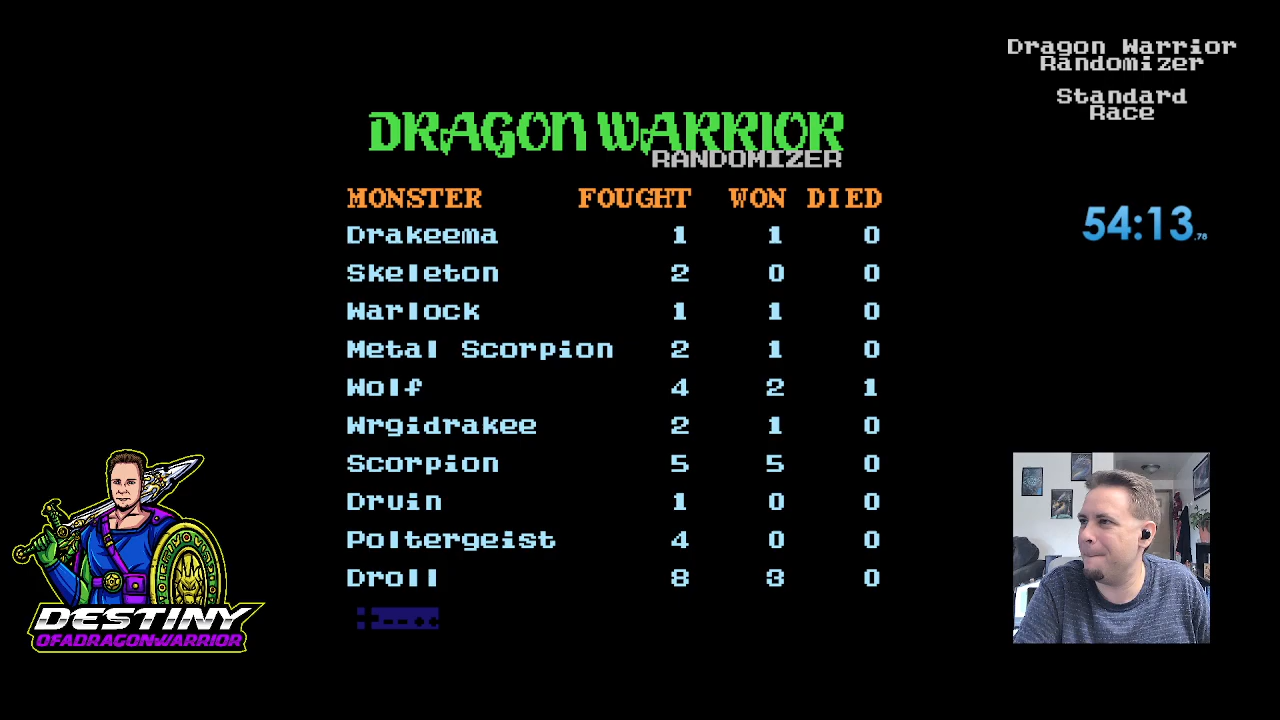 Dragon Warrior
Randomizer
Standard
Race
DRAGON WARRIOR
RANDOMIZER
MONSTER FOUGHT WON DIED
Drakeema 1 1 0
Skeleton 2 0 0
Warlock 1 1 0
Metal Scorpion 2 1 0
Wolf 4 2 1
Wrgidrakee 2 1 0
Scorpion 5 5 0
Druin 1 0 0
Poltergeist 4 0 0
Droll 8 3 0
54:13.78
DESTINY
OFADRAGONWARRIOR